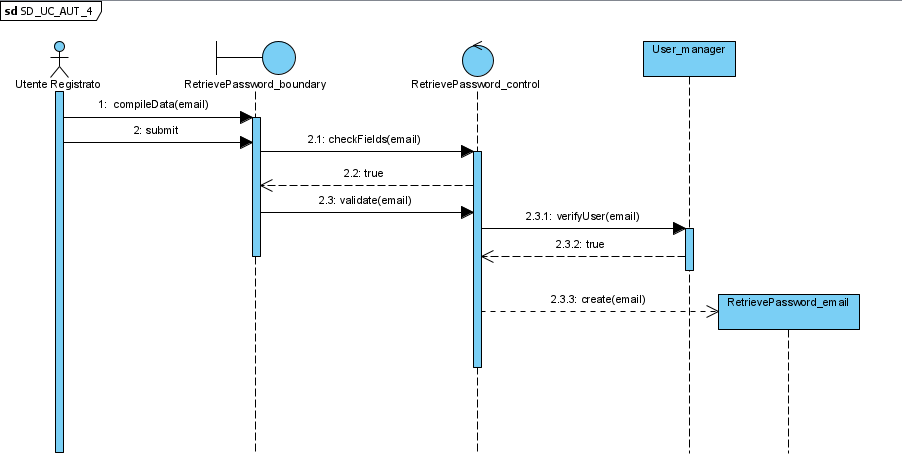 sd SD_UC_AUT_4
Utente Registrato
RetrievePassword_boundary
RetrievePassword_control
User_manager
1: compileData(email)
2: submit
2.1: checkFields(email)
2.2: true
2.3: validate(email)
2.3.1: verifyUser(email)
2.3.2: true
2.3.3: create(email)
RetrievePassword_email